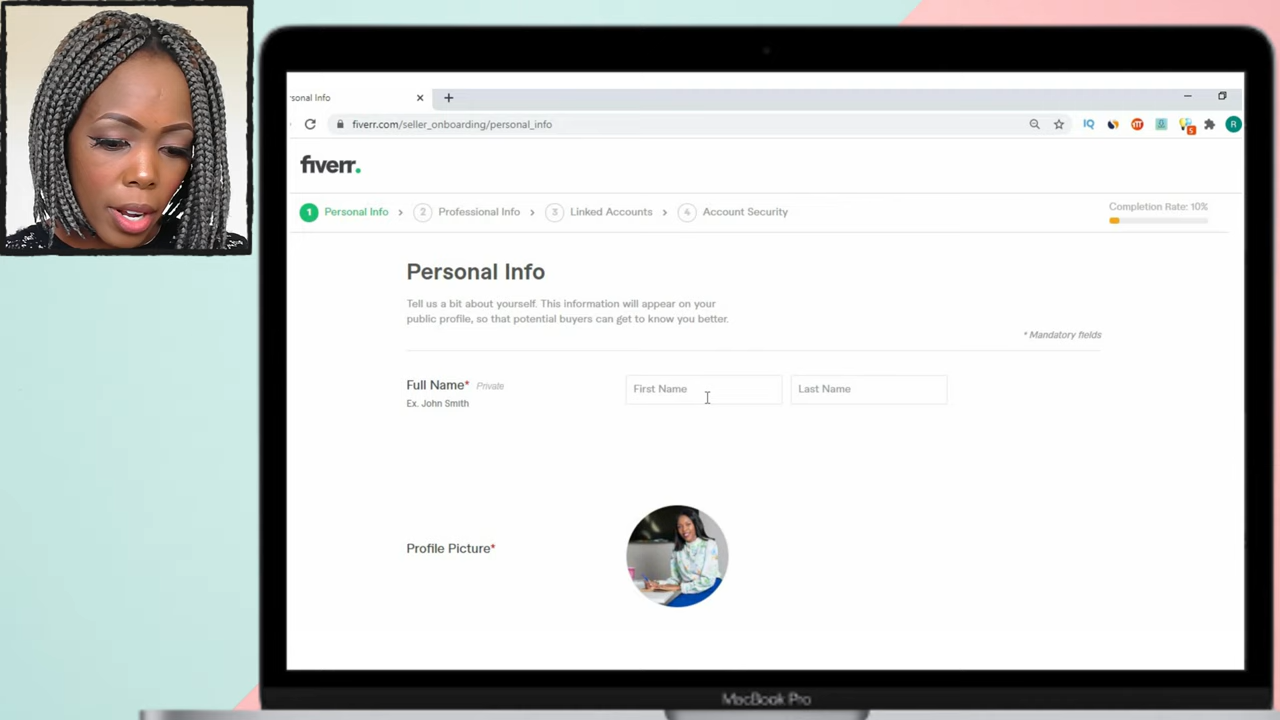 sonal Info
fiverr.com/seller_onboarding/personal_info
IQ
5
R
fiverr.
1 Personal Info > 2 Professional Info > 3 Linked Accounts > 4 Account Security
Completion Rate: 10%
Personal Info
Tell us a bit about yourself. This information will appear on your
public profile, so that potential buyers can get to know you better.
* Mandatory fields
Full Name* Private
First Name
Last Name
Ex. John Smith
Profile Picture*
MacBook Pro